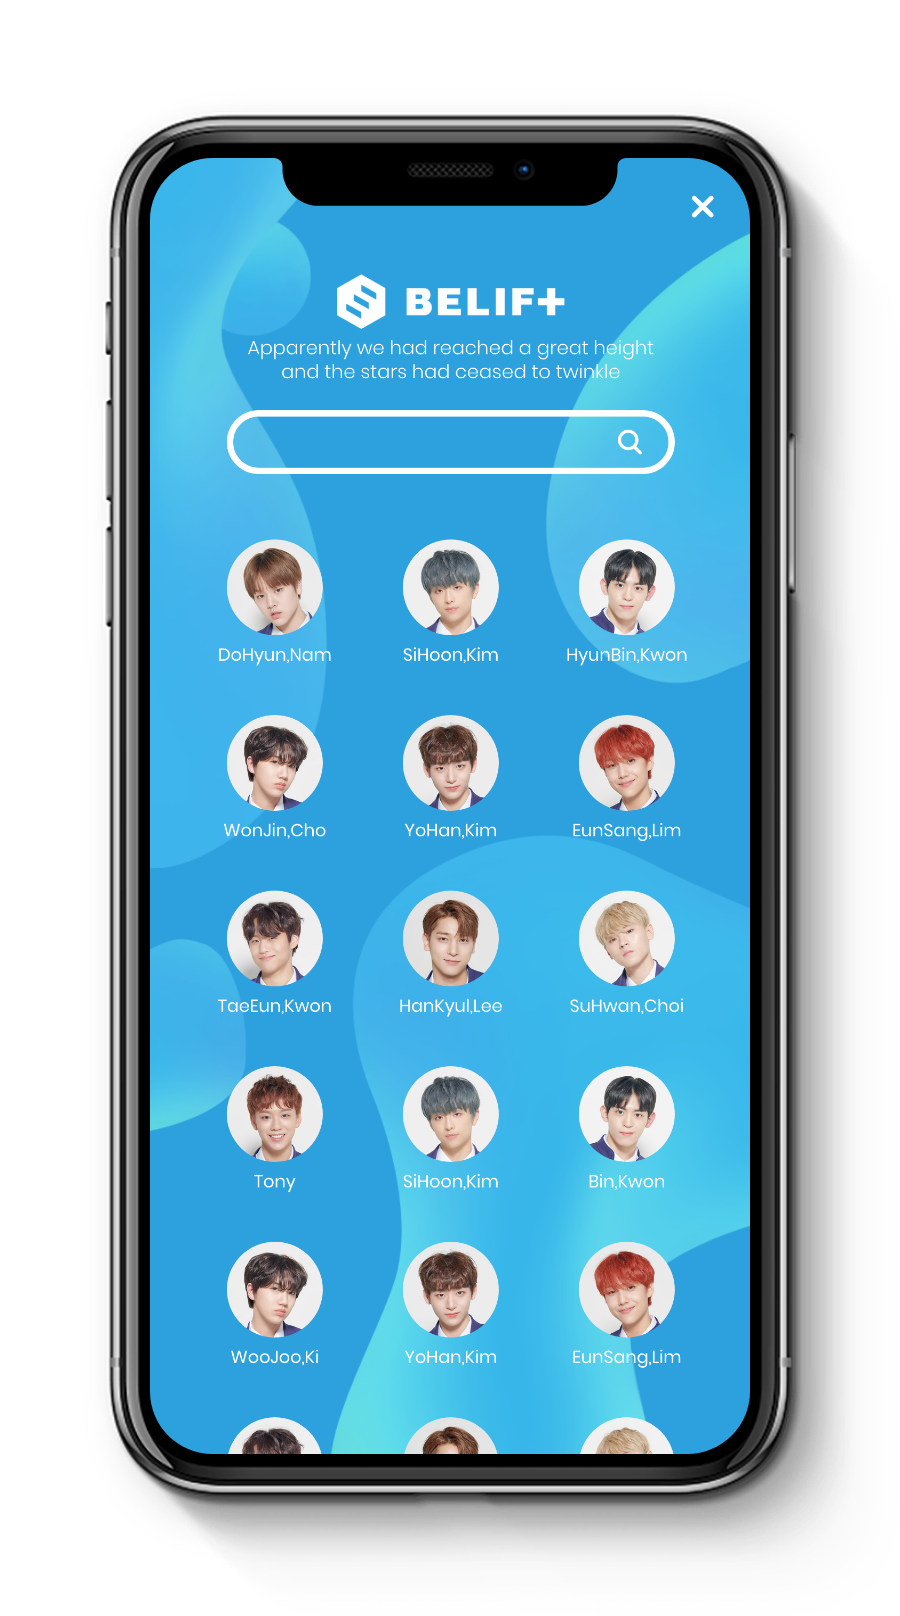 BELIF+
Apparently we had reached a great height
and the stars had ceased to twinkle
DoHyun,Nam
SiHoon,Kim
HyunBin,Kwon
WonJin,Cho
YoHan,Kim
EunSang,Lim
TaeEun,Kwon
HanKyul,Lee
SuHwan,Choi
Tony
SiHoon,Kim
Bin,Kwon
WooJoo,Ki
YoHan,Kim
EunSang,Lim